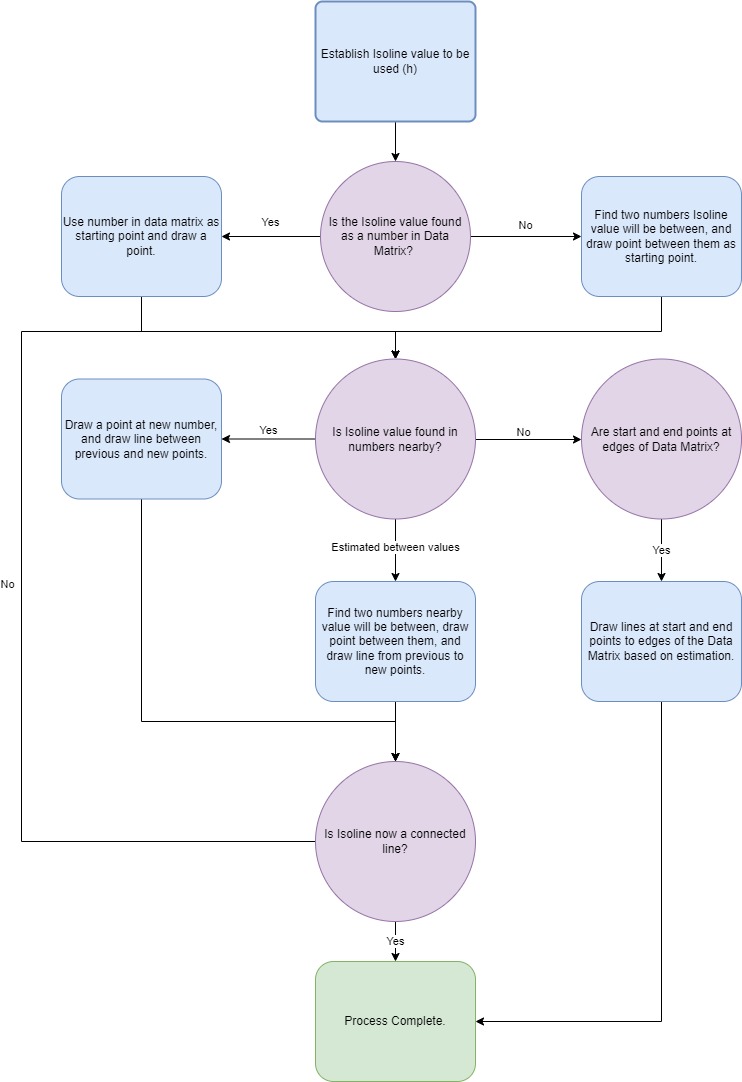 Establish Isoline value to be
used (h)
Use number in data matrix as
starting point and draw a
point.
Yes
Is the Isoline value found
as a number in Data
Matrix?
No
Find two numbers Isoline
value will be between, and
draw point between them as
starting point.
Draw a point at new number,
and draw line between
previous and new points.
Yes
Is Isoline value found in
numbers nearby?
No
Are start and end points at
edges of Data Matrix?
Estimated between values
Yes
No
Find two numbers nearby
value will be between, draw
point between them, and
draw line from previous to
new points.
Draw lines at start and end
points to edges of the Data
Matrix based on estimation.
Is Isoline now a connected
line?
Yes
Process Complete.